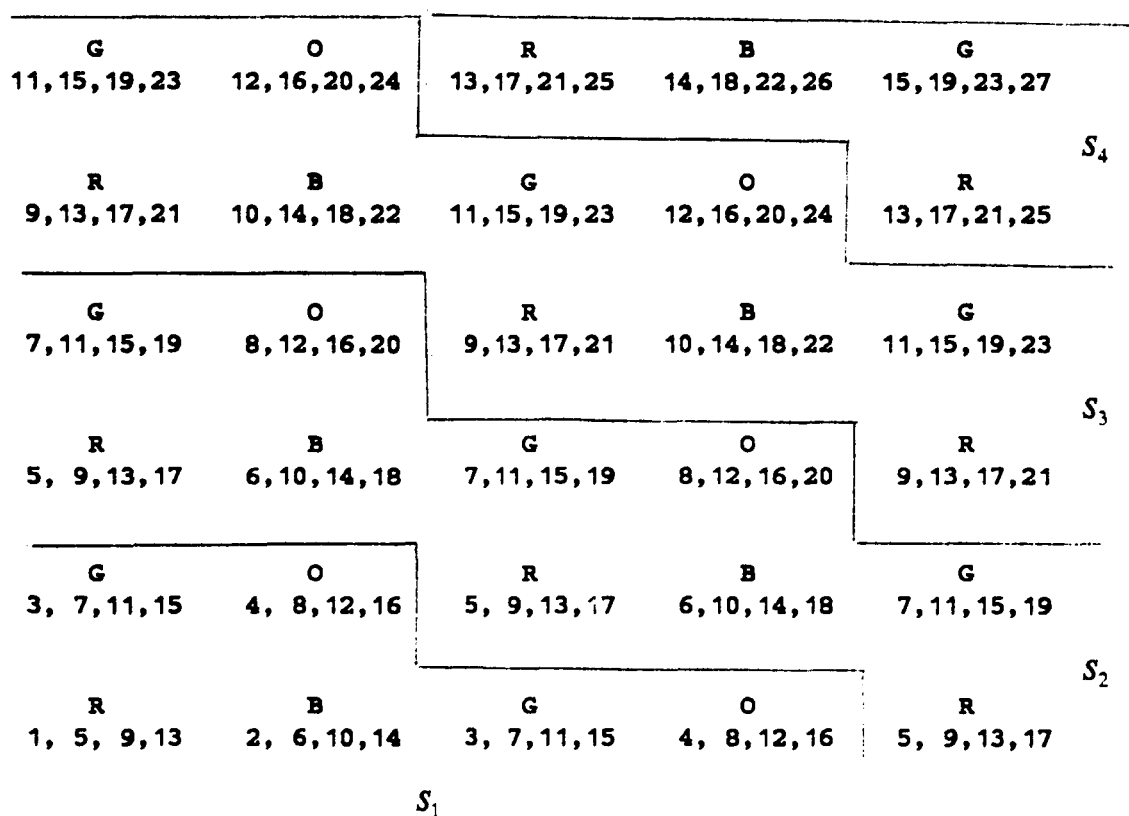 G O R B G
11,15,19,23 12,16,20,24 13,17,21,25 14,18,22,26 15,19,23,27
S4
R B G O R
9,13,17,21 10,14,18,22 11,15,19,23 12,16,20,24 13,17,21,25
G O R B G
7,11,15,19 8,12,16,20 9,13,17,21 10,14,18,22 11,15,19,23
S3
R B G O R
5, 9,13,17 6,10,14,18 7,11,15,19 8,12,16,20 9,13,17,21
G O R B G
3, 7,11,15 4, 8,12,16 5, 9,13,17 6,10,14,18 7,11,15,19
S2
R B G O R
1, 5, 9,13 2, 6,10,14 3, 7,11,15 4, 8,12,16 5, 9,13,17
S1